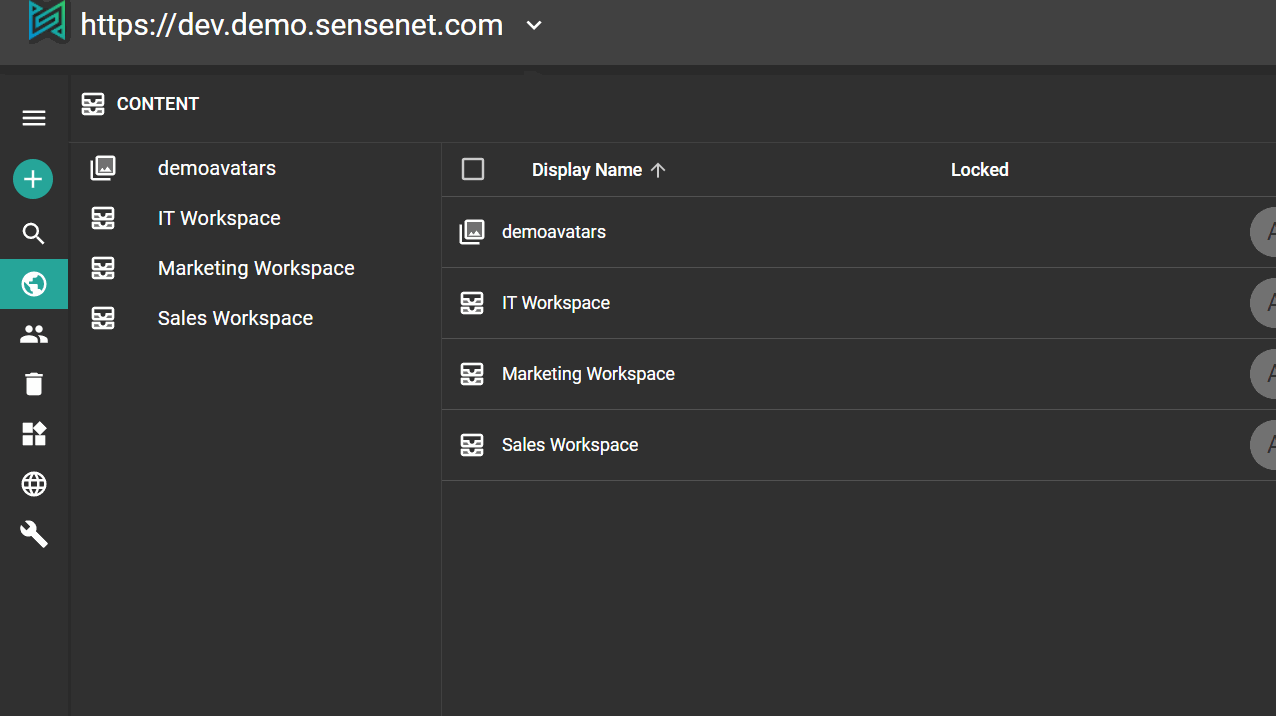 https://dev.demo.sensenet.com
CONTENT
demoavatars
IT Workspace
Marketing Workspace
Sales Workspace
Display Name Locked
demoavatars A
IT Workspace A
Marketing Workspace A
Sales Workspace A